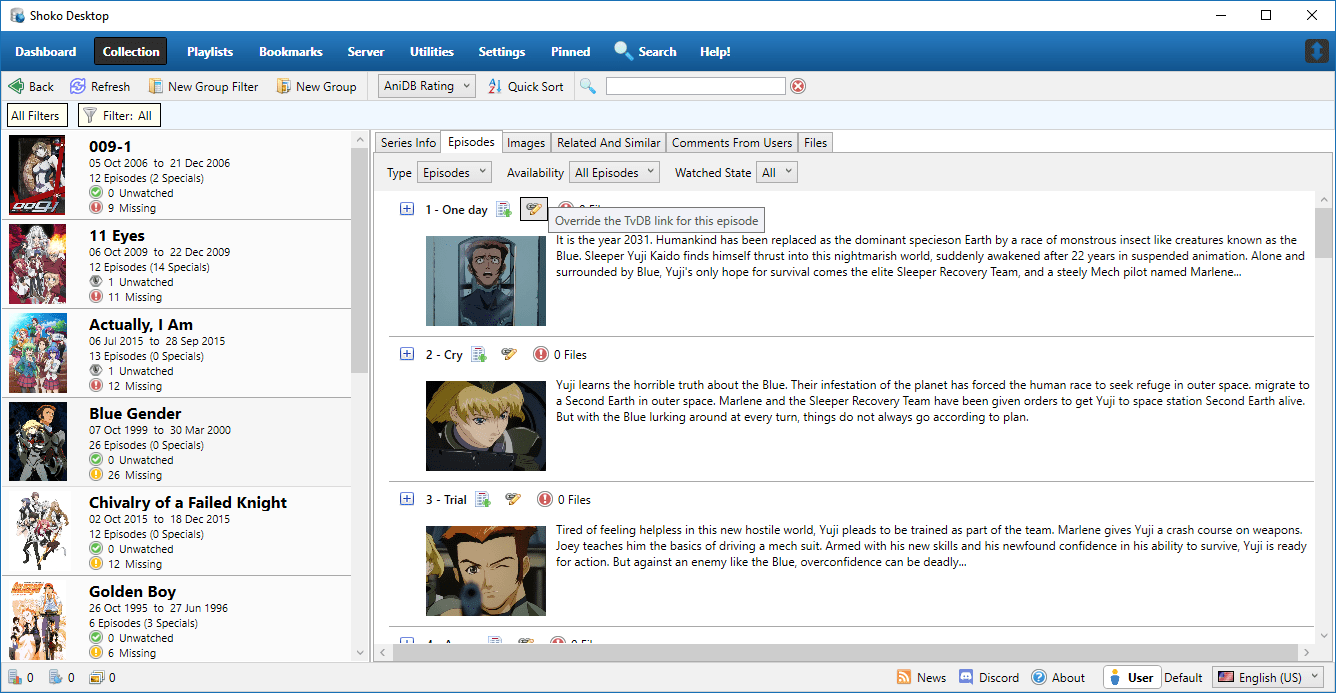 Shoko Desktop
Dashboard Collection Playlists Bookmarks Server Utilities Settings Pinned Search Help!
Back Refresh New Group Filter New Group AniDB Rating Quick Sort
All Filters Filter: All
009-1
05 Oct 2006 to 21 Dec 2006
12 Episodes (2 Specials)
0 Unwatched
9 Missing
11 Eyes
06 Oct 2009 to 22 Dec 2009
12 Episodes (14 Specials)
1 Unwatched
11 Missing
Actually, I Am
06 Jul 2015 to 28 Sep 2015
13 Episodes (0 Specials)
1 Unwatched
12 Missing
Blue Gender
07 Oct 1999 to 30 Mar 2000
26 Episodes (0 Specials)
0 Unwatched
26 Missing
Chivalry of a Failed Knight
02 Oct 2015 to 18 Dec 2015
12 Episodes (0 Specials)
0 Unwatched
12 Missing
Golden Boy
26 Oct 1995 to 27 Jun 1996
6 Episodes (3 Specials)
0 Unwatched
6 Missing
Series Info Episodes Images Related And Similar Comments From Users Files
Type Episodes Availability All Episodes Watched State All
1 - One day
Override the TvDB link for this episode
It is the year 2031. Humankind has been replaced as the dominant specieson Earth by a race of monstrous insect like creatures known as the
Blue. Sleeper Yuji Kaido finds himself thrust into this nightmarish world, suddenly awakened after 22 years in suspended animation. Alone and
surrounded by Blue, Yuji's only hope for survival comes the elite Sleeper Recovery Team, and a steely Mech pilot named Marlene...
2 - Cry 0 Files
Yuji learns the horrible truth about the Blue. Their infestation of the planet has forced the human race to seek refuge in outer space. migrate to
a Second Earth in outer space. Marlene and the Sleeper Recovery Team have been given orders to get Yuji to space station Second Earth alive.
But with the Blue lurking around at every turn, things do not always go according to plan.
3 - Trial 0 Files
Tired of feeling helpless in this new hostile world, Yuji pleads to be trained as part of the team. Marlene gives Yuji a crash course on weapons.
Joey teaches him the basics of driving a mech suit. Armed with his new skills and his newfound confidence in his ability to survive, Yuji is ready
for action. But against an enemy like the Blue, overconfidence can be deadly...
0 0 0 News Discord About User Default English (US)